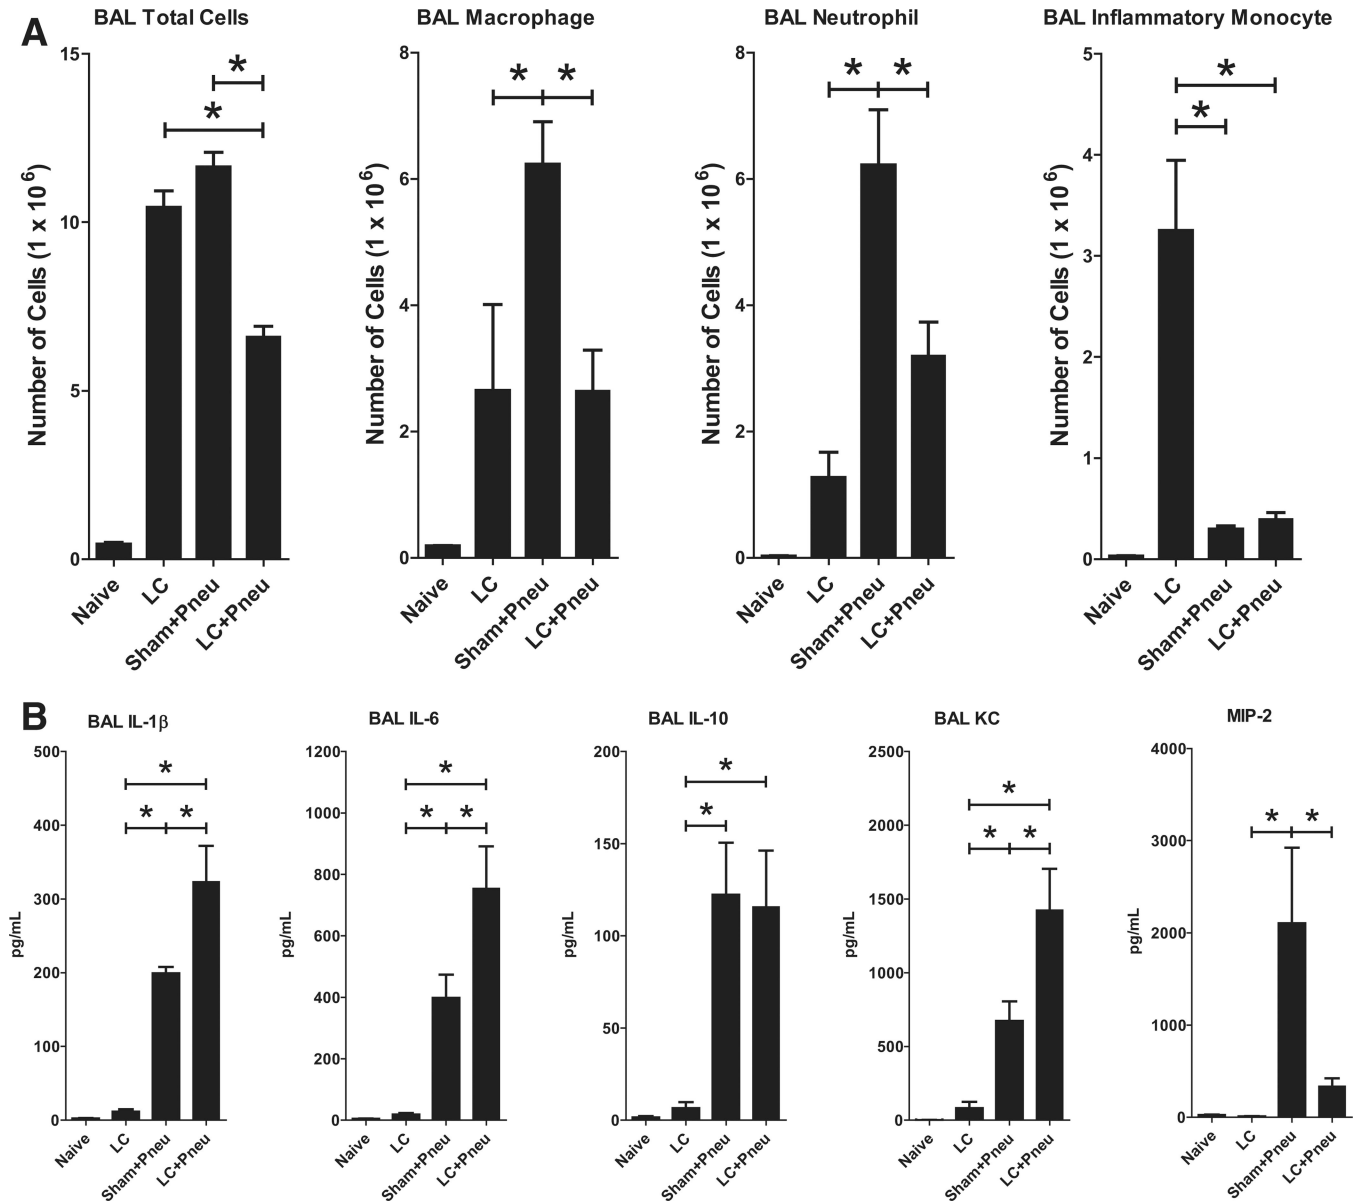 A
BAL Total Cells
Number of Cells (1 x 10^6)
15
10
5
0
*
*
Naive
LC
Sham+Pneu
LC+Pneu
BAL Macrophage
Number of Cells (1 x 10^6)
8
6
4
2
0
* *
Naive
LC
Sham+Pneu
LC+Pneu
BAL Neutrophil
Number of Cells (1 x 10^6)
8
6
4
2
0
* *
Naive
LC
Sham+Pneu
LC+Pneu
BAL Inflammatory Monocyte
Number of Cells (1 x 10^6)
5
4
3
2
1
0
*
*
Naive
LC
Sham+Pneu
LC+Pneu
B
BAL IL-1β
pg/mL
500
400
300
200
100
0
*
* *
Naive
LC
Sham+Pneu
LC+Pneu
BAL IL-6
pg/mL
1200
1000
800
600
400
200
0
*
* *
Naive
LC
Sham+Pneu
LC+Pneu
BAL IL-10
pg/mL
200
150
100
50
0
*
*
Naive
LC
Sham+Pneu
LC+Pneu
BAL KC
pg/mL
2500
2000
1500
1000
500
0
*
* *
Naive
LC
Sham+Pneu
LC+Pneu
MIP-2
pg/mL
4000
3000
2000
1000
0
* *
Naive
LC
Sham+Pneu
LC+Pneu